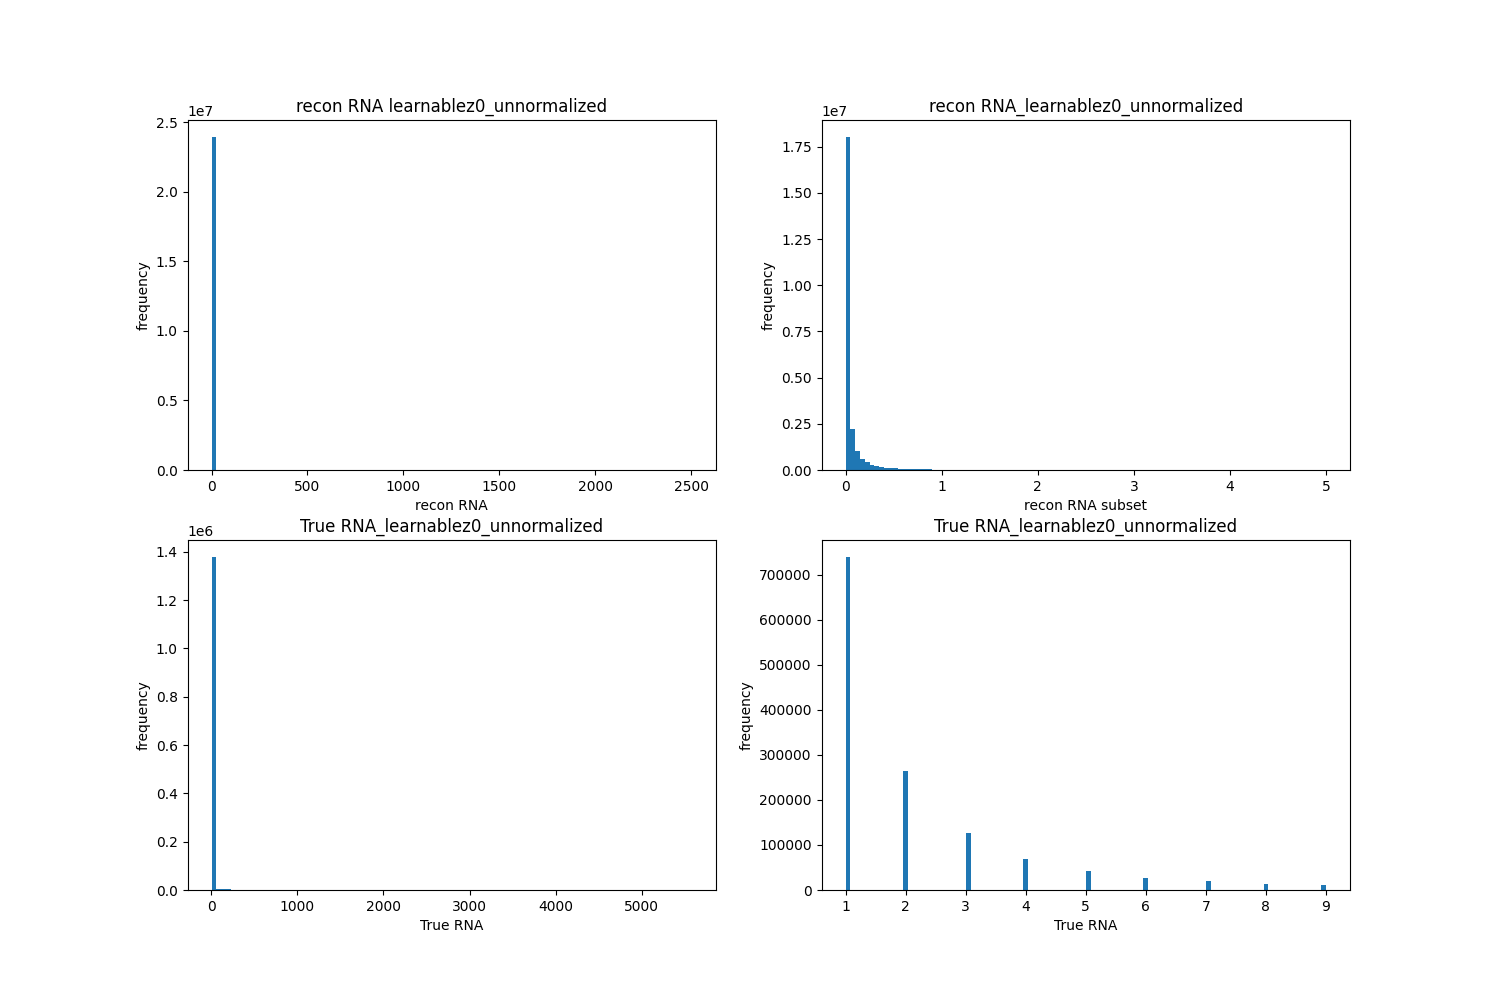 recon RNA learnablez0_unnormalized
1e7
2.5
2.0
1.5
1.0
0.5
0.0
frequency
0 500 1000 1500 2000 2500
recon RNA
recon RNA_learnablez0_unnormalized
1e7
1.75
1.50
1.25
1.00
0.75
0.50
0.25
0.00
frequency
0 1 2 3 4 5
recon RNA subset
True RNA_learnablez0_unnormalized
1e6
1.4
1.2
1.0
0.8
0.6
0.4
0.2
0.0
frequency
0 1000 2000 3000 4000 5000
True RNA
True RNA_learnablez0_unnormalized
700000
600000
500000
400000
300000
200000
100000
0
frequency
1 2 3 4 5 6 7 8 9
True RNA